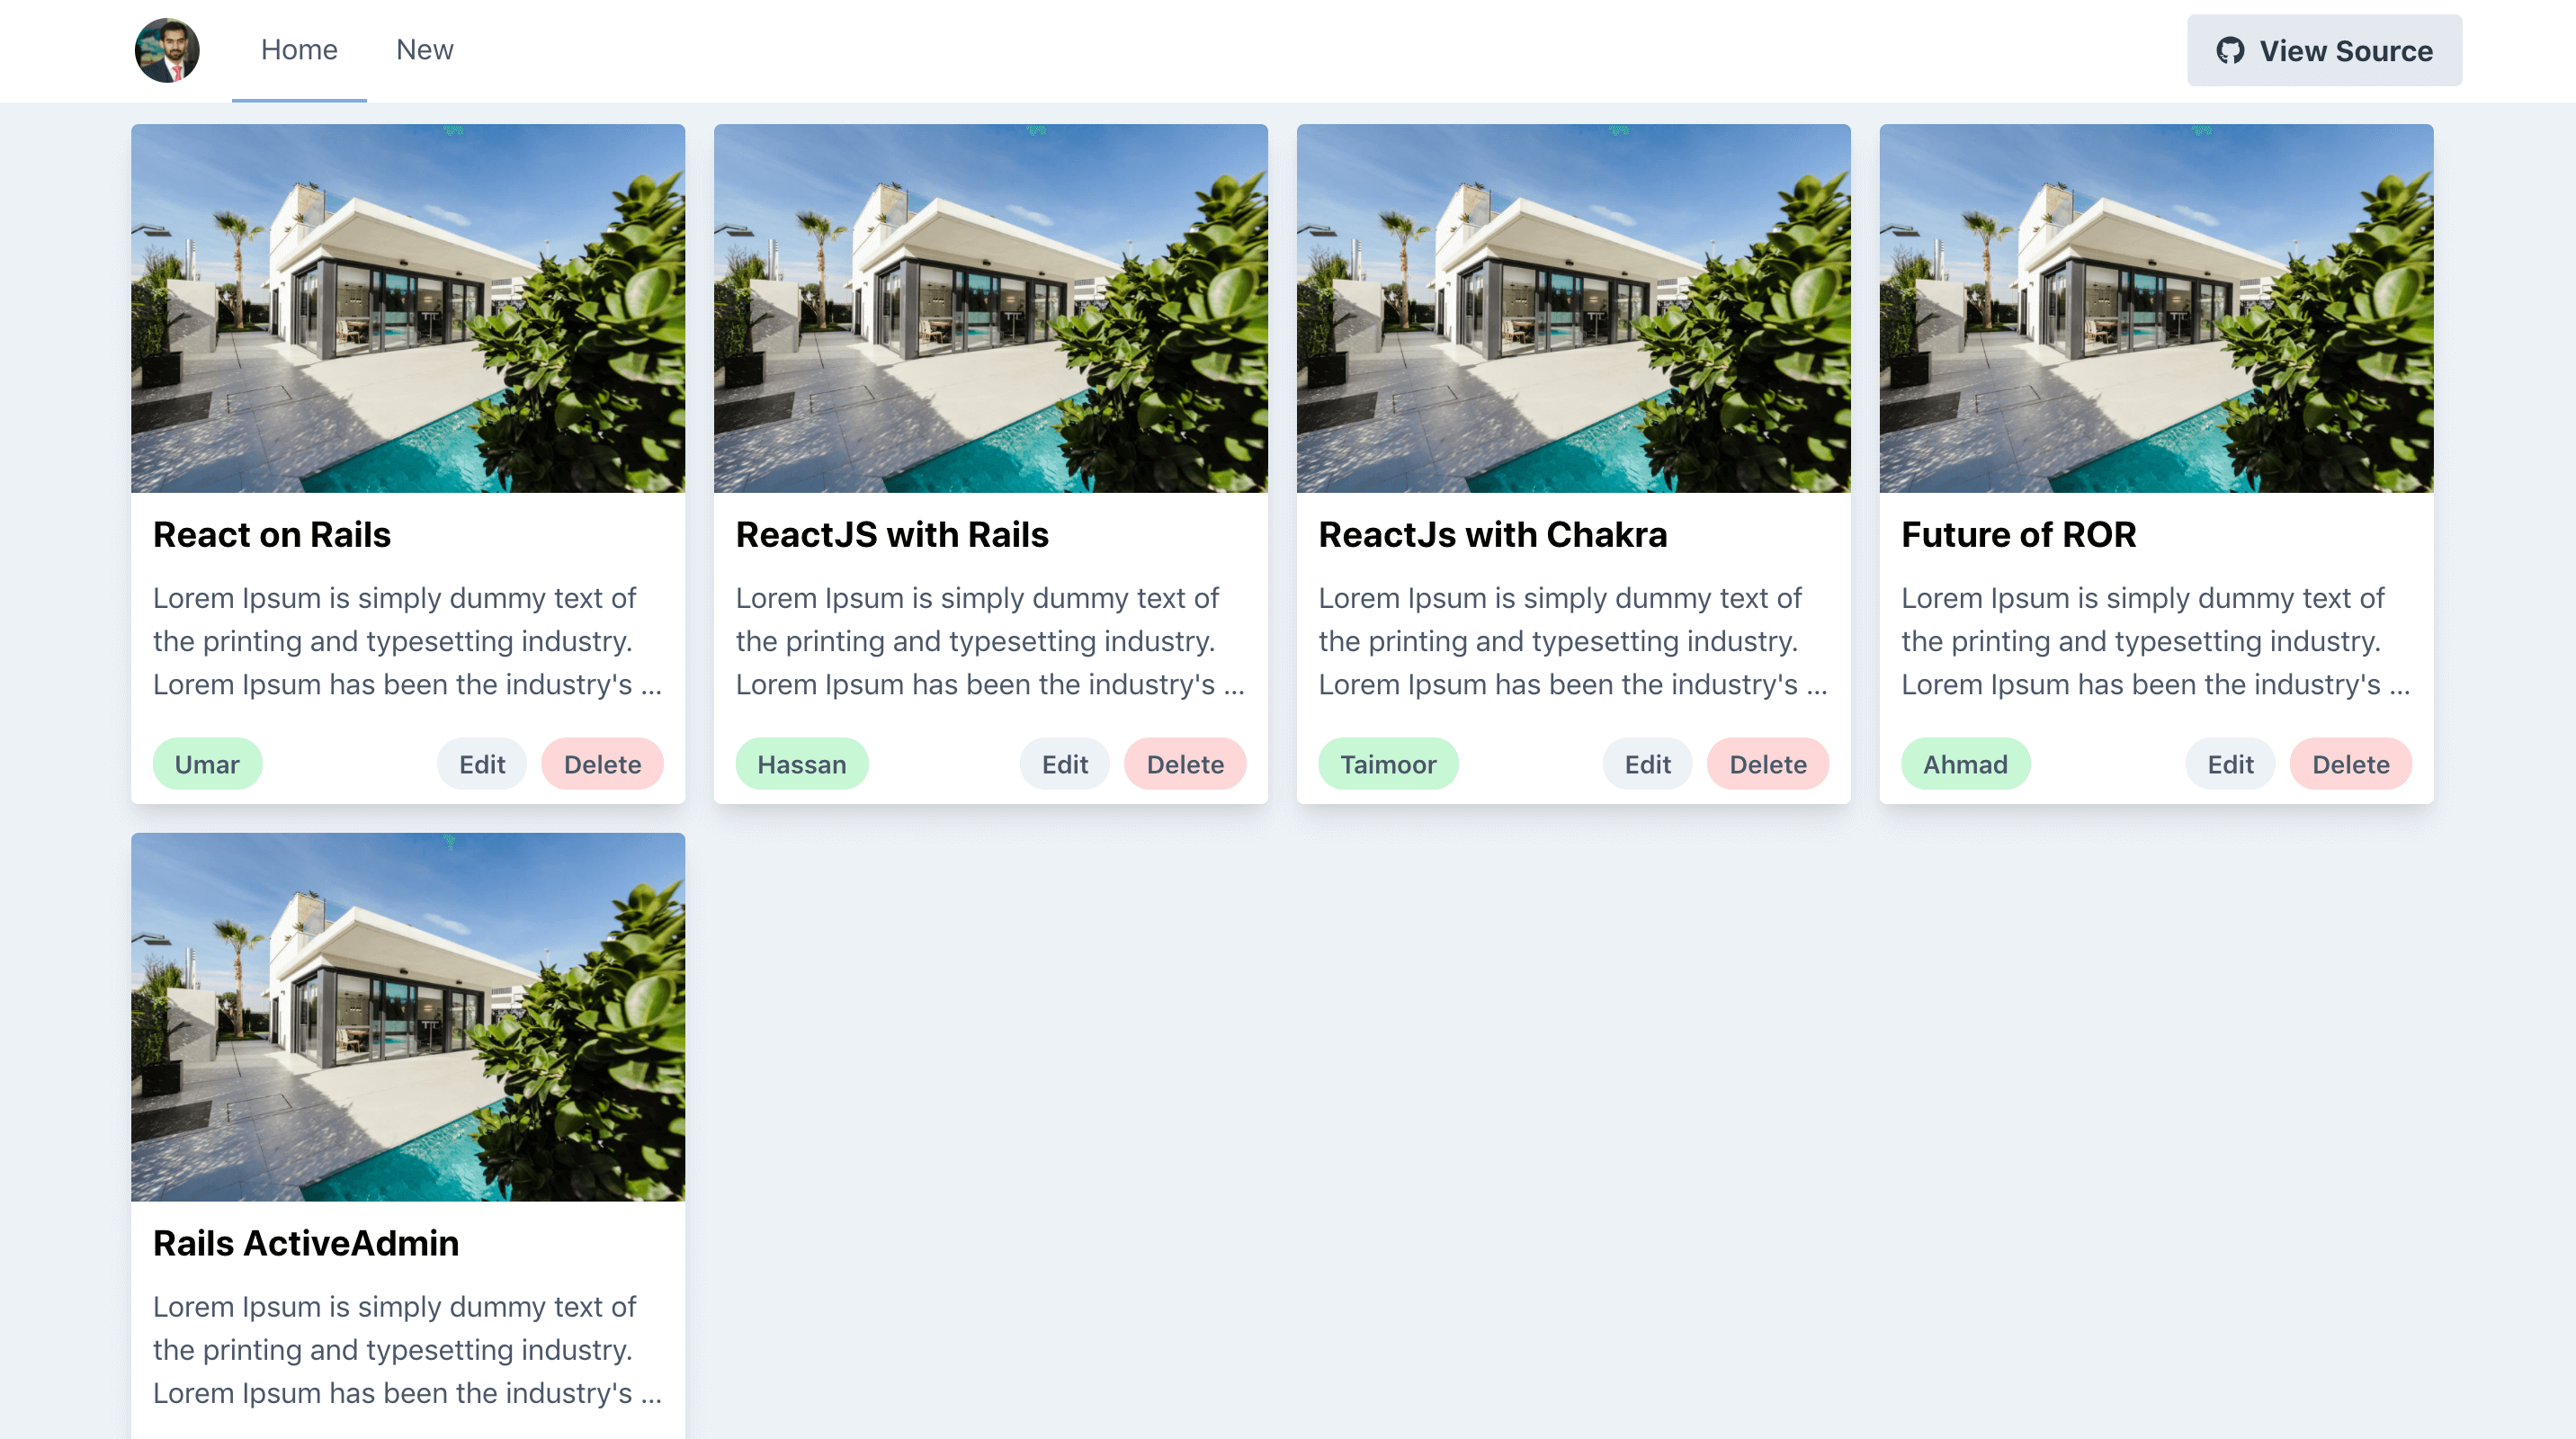 Home
New
View Source
React on Rails
Lorem Ipsum is simply dummy text of
the printing and typesetting industry.
Lorem Ipsum has been the industry's ...
Umar
Edit
Delete
ReactJS with Rails
Lorem Ipsum is simply dummy text of
the printing and typesetting industry.
Lorem Ipsum has been the industry's ...
Hassan
Edit
Delete
ReactJs with Chakra
Lorem Ipsum is simply dummy text of
the printing and typesetting industry.
Lorem Ipsum has been the industry's ...
Taimoor
Edit
Delete
Future of ROR
Lorem Ipsum is simply dummy text of
the printing and typesetting industry.
Lorem Ipsum has been the industry's ...
Ahmad
Edit
Delete
Rails ActiveAdmin
Lorem Ipsum is simply dummy text of
the printing and typesetting industry.
Lorem Ipsum has been the industry's ...